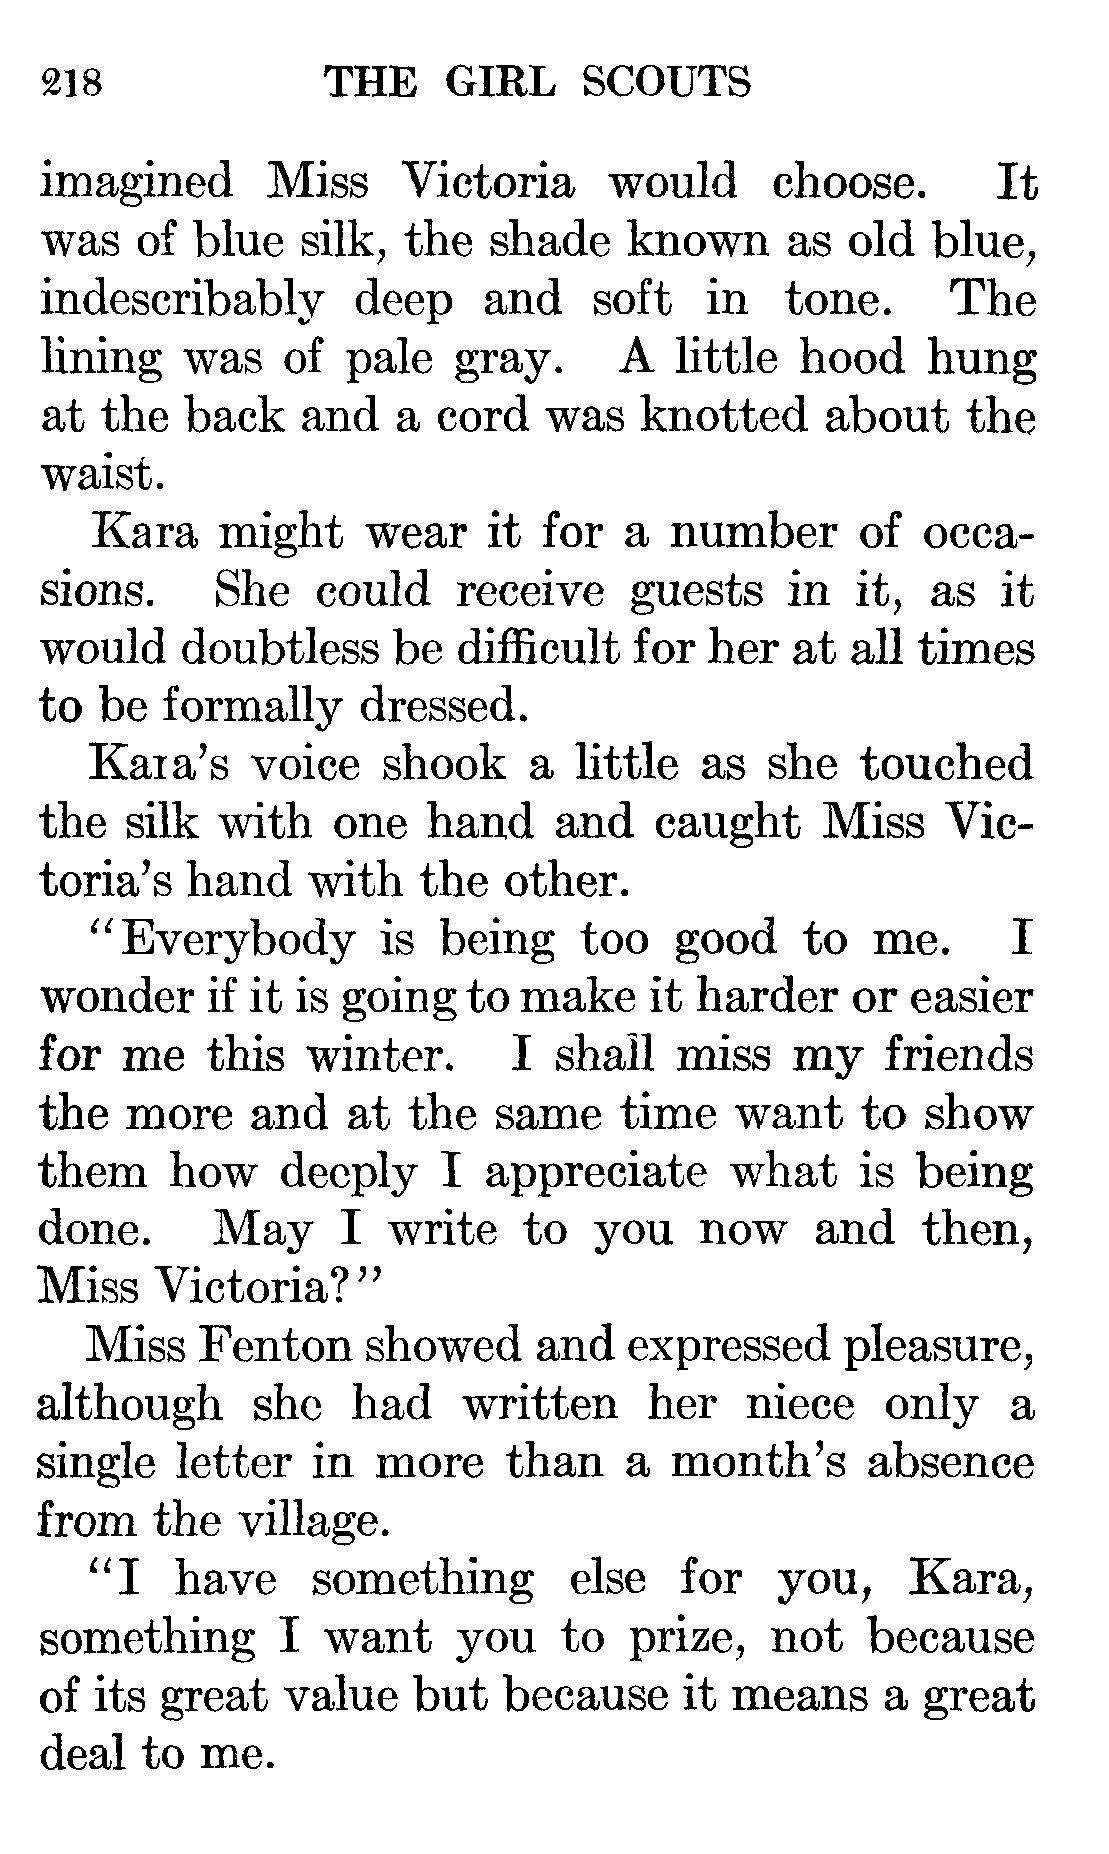 218 THE GIRL SCOUTS
imagined Miss Victoria would choose. It
was of blue silk, the shade known as old blue,
indescribably deep and soft in tone. The
lining was of pale gray. A little hood hung
at the back and a cord was knotted about the
waist.
Kara might wear it for a number of occa-
sions. She could receive guests in it, as it
would doubtless be difficult for her at all times
to be formally dressed.
Kara's voice shook a little as she touched
the silk with one hand and caught Miss Vic-
toria's hand with the other.
"Everybody is being too good to me. I
wonder if it is going to make it harder or easier
for me this winter. I shall miss my friends
the more and at the same time want to show
them how deeply I appreciate what is being
done. May I write to you now and then,
Miss Victoria?"
Miss Fenton showed and expressed pleasure,
although she had written her niece only a
single letter in more than a month's absence
from the village.
"I have something else for you, Kara,
something I want you to prize, not because
of its great value but because it means a great
deal to me.